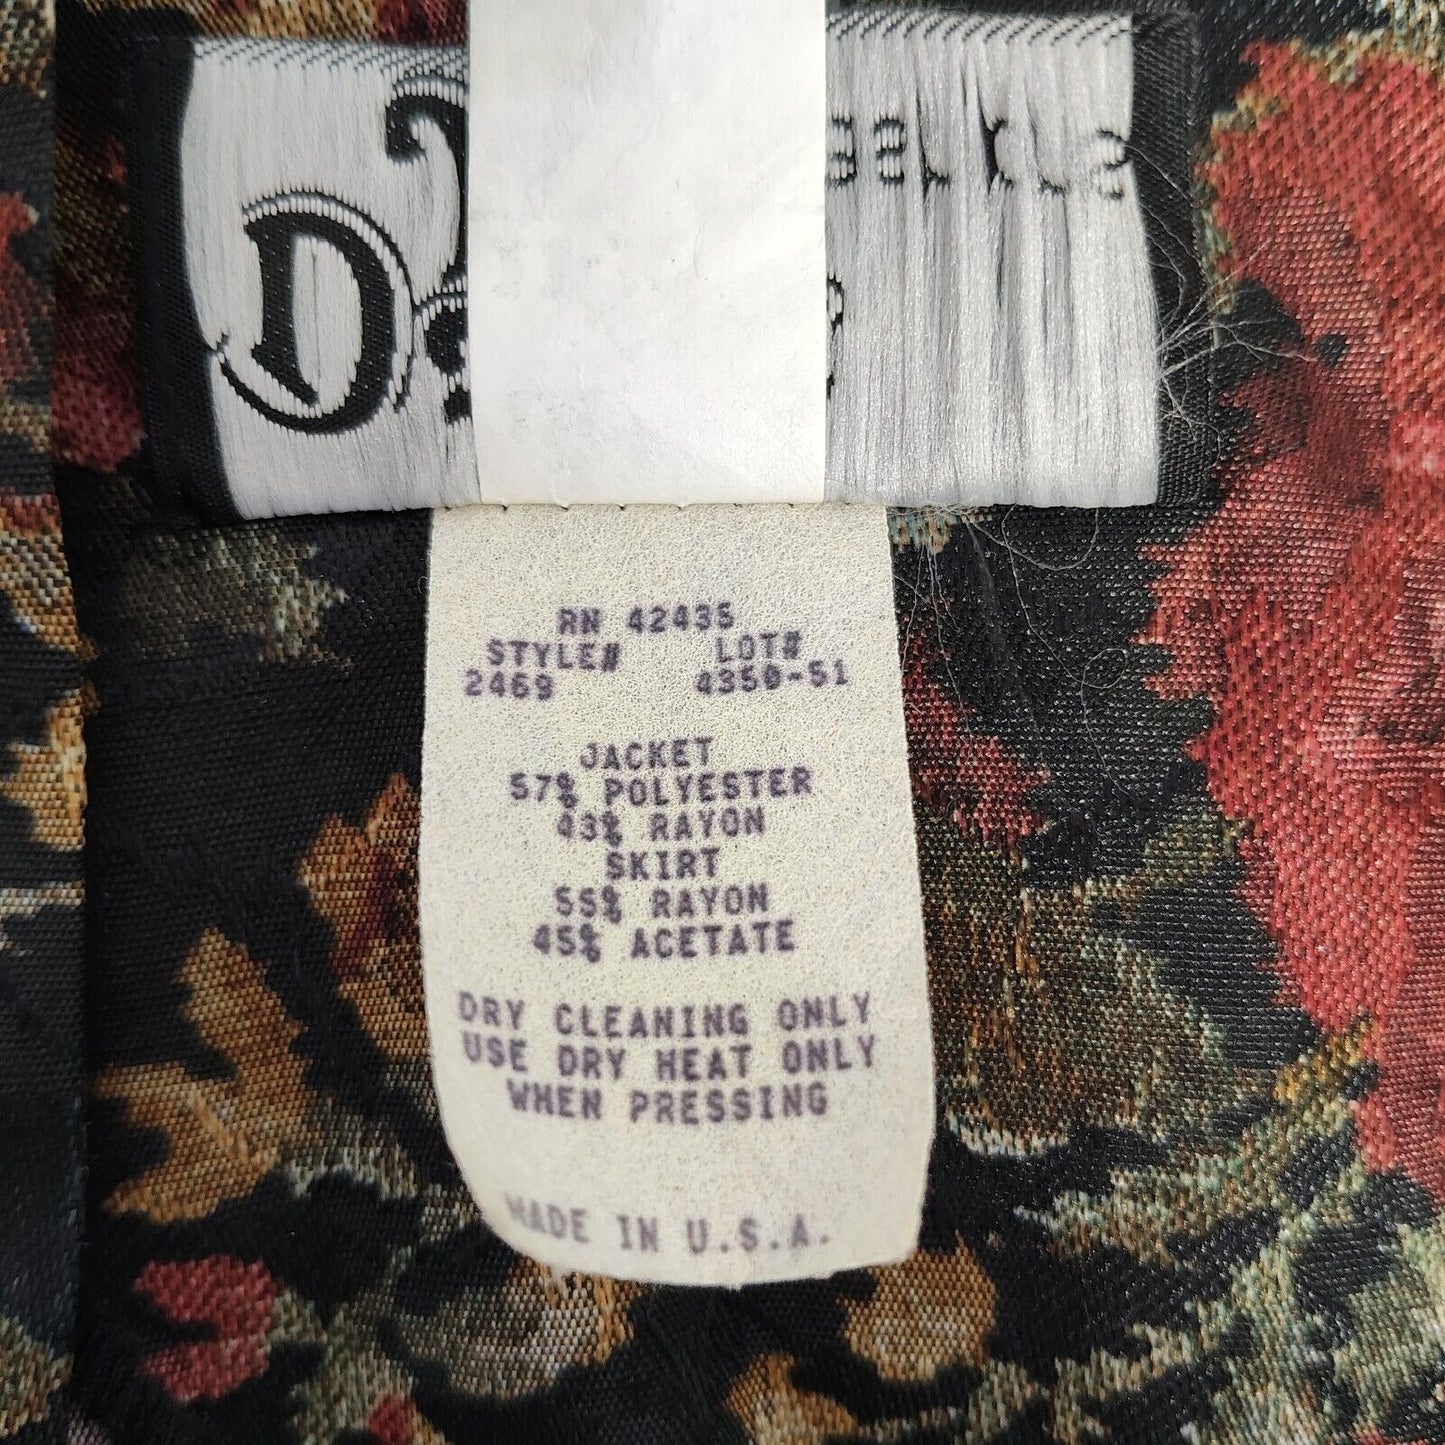 D
RN 42435
STYLE# LOT#
2469 4350-51
JACKET
57% POLYESTER
43% RAYON
SKIRT
55% RAYON
45% ACETATE
DRY CLEANING ONLY
USE DRY HEAT ONLY
WHEN PRESSING
MADE IN U.S.A.